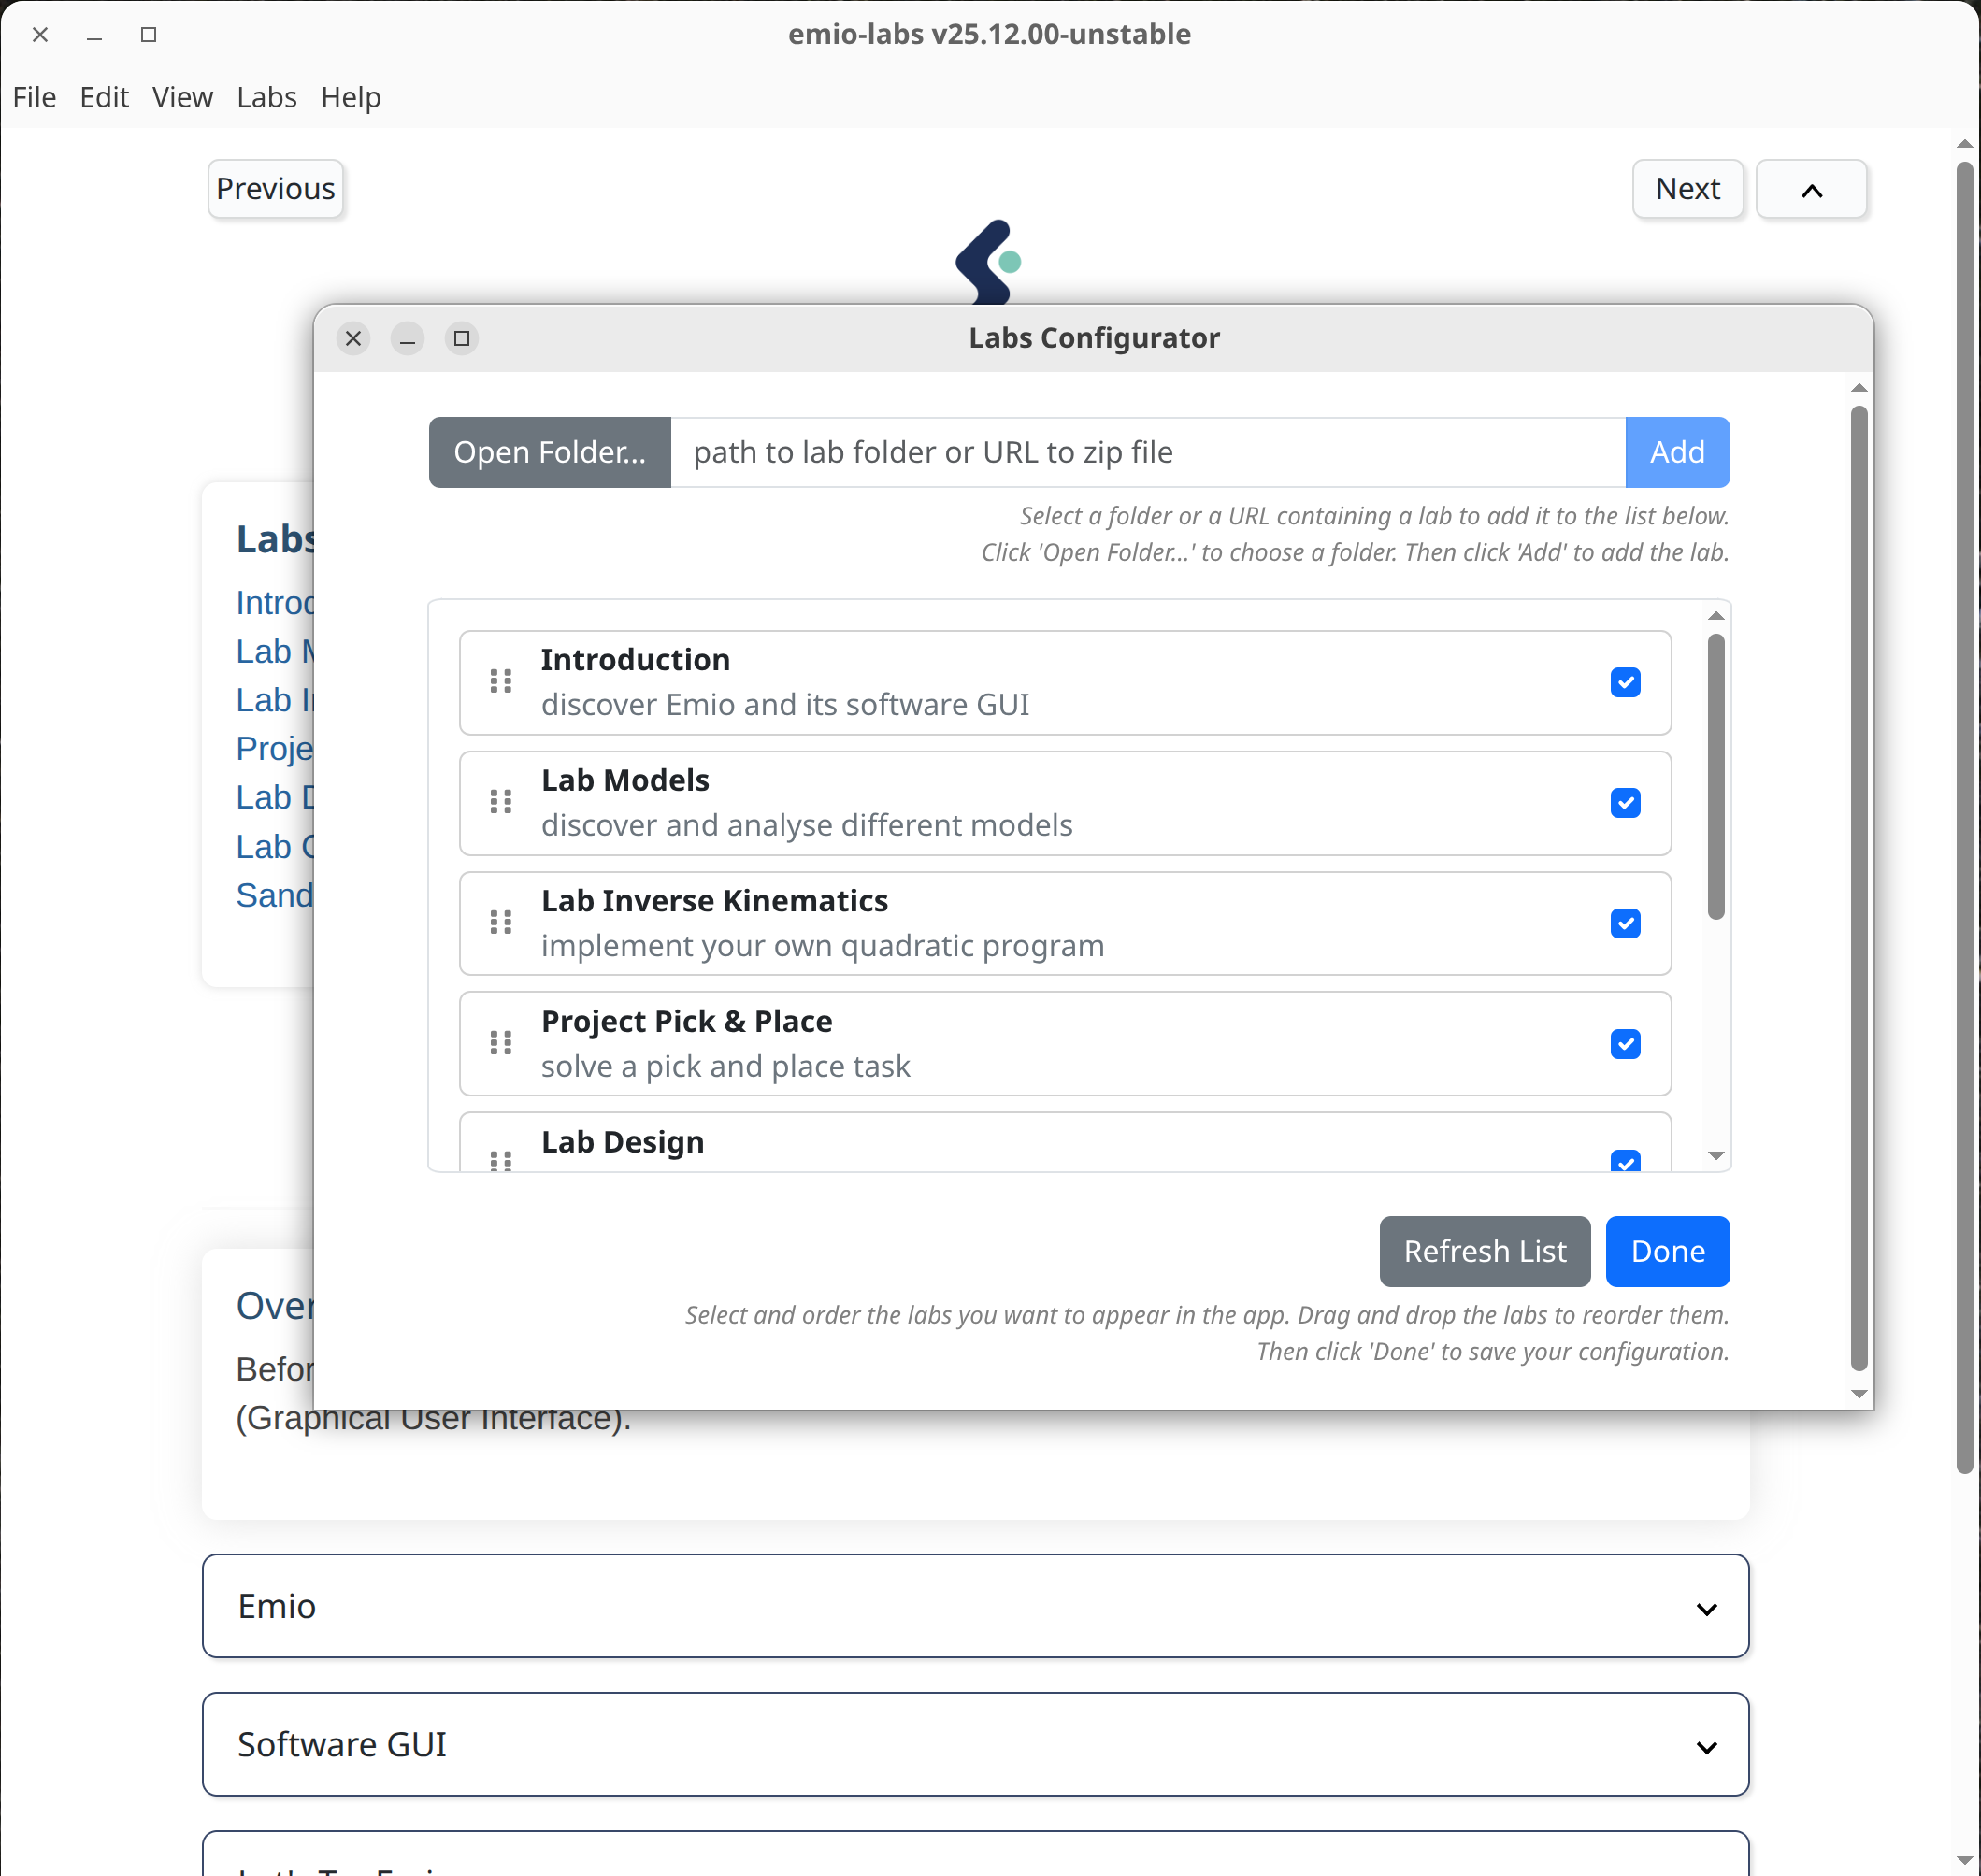 emio-labs v25.12.00-unstable
File Edit View Labs Help
Previous
Next
Labs Configurator
Open Folder... path to lab folder or URL to zip file Add
Select a folder or a URL containing a lab to add it to the list below.
Click 'Open Folder...' to choose a folder. Then click 'Add' to add the lab.
Introduction
discover Emio and its software GUI
Lab Models
discover and analyse different models
Lab Inverse Kinematics
implement your own quadratic program
Project Pick & Place
solve a pick and place task
Lab Design
Refresh List Done
Select and order the labs you want to appear in the app. Drag and drop the labs to reorder them.
Then click 'Done' to save your configuration.
Labs
Lab
Lab
Lab
Lab
(Graphical User Interface).
Emio
Software GUI